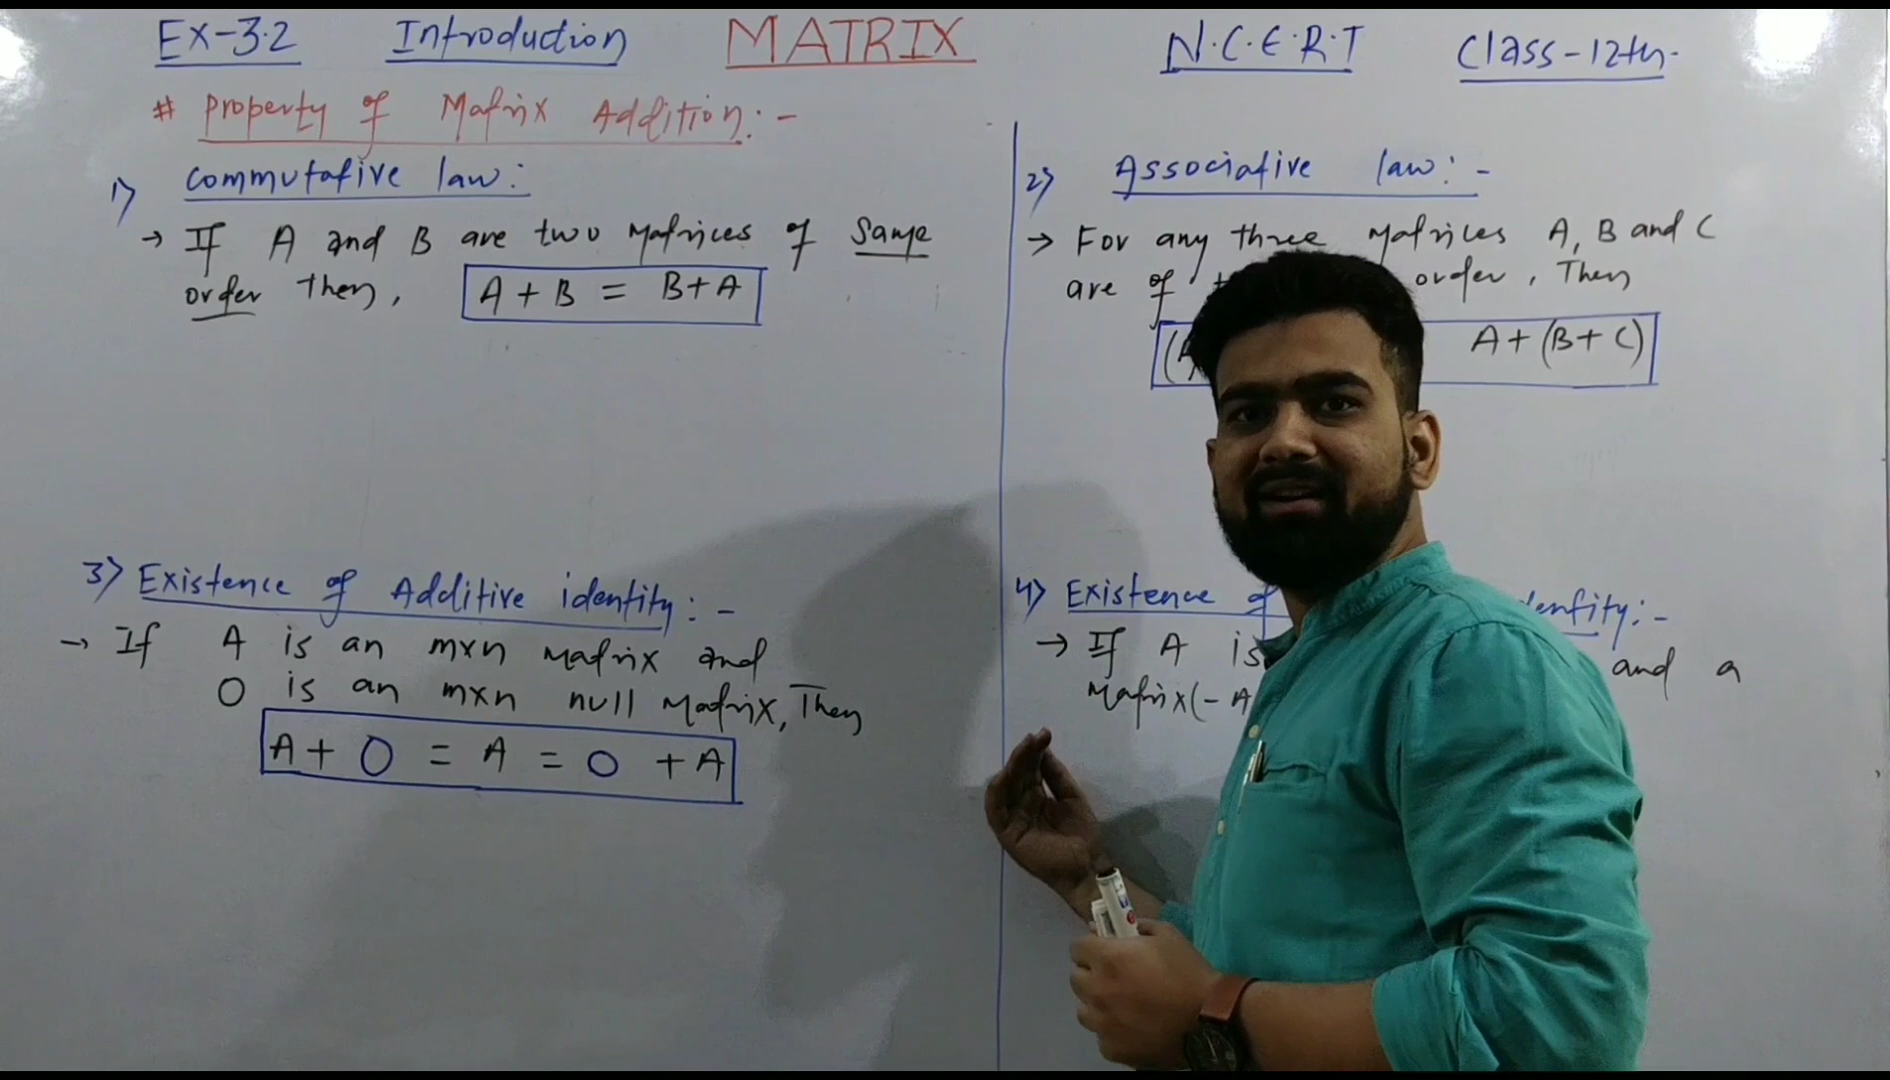 Ex-3.2 Introduction MATRIX N.C.E.R.T Class-12th.
# Property of Matrix Addition:-
1) Commutative law:
→ If A and B are two Matrices of Same
order then, A + B = B+A
2) Associative law:-
→ For any three Matrices A, B and C
are of order, Then
(A A+(B+C)
3) Existence of Additive identity:-
→ If A is an mxn Matrix and
O is an mxn null Matrix, Then
A+ O = A = O +A
4) Existence of dentity:-
→ If A is and a
Matrix(-A